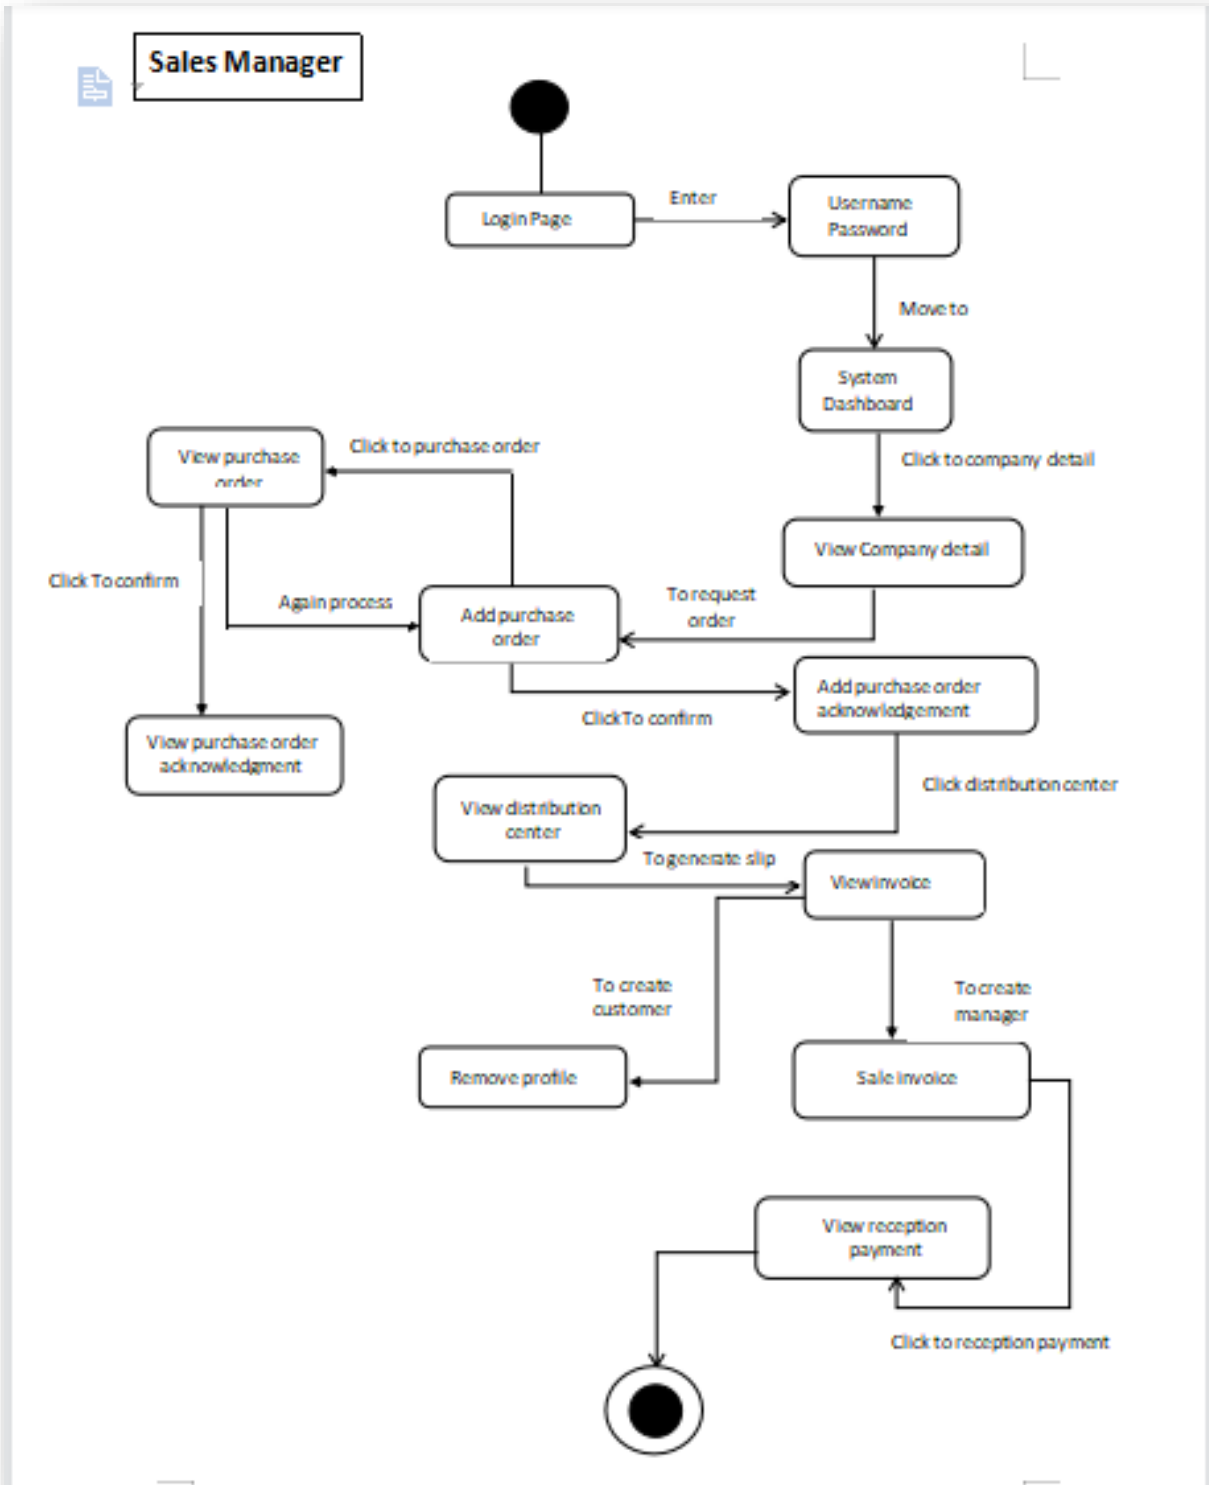 Sales Manager
Enter
Login Page
Username
Password
Move to
System
Dashboard
Click to purchase order
View purchase
order
Click to company detail
View Company detail
Click To confirm
Again process
To request
order
Add purchase
order
Add purchase order
acknowledgement
Click To confirm
View purchase order
acknowledgment
Click distribution center
View distribution
center
To generate slip
View invoice
To create
customer
To create
manager
Remove profile
Sale invoice
View reception
payment
Click to reception payment